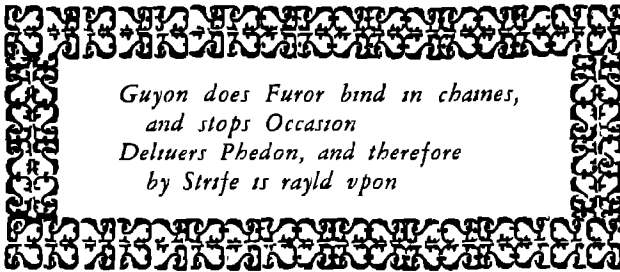 Guyon does Furor bind in chaines,
and stops Occasion
Deliuers Phedon, and therefore
by Strife is rayld vpon